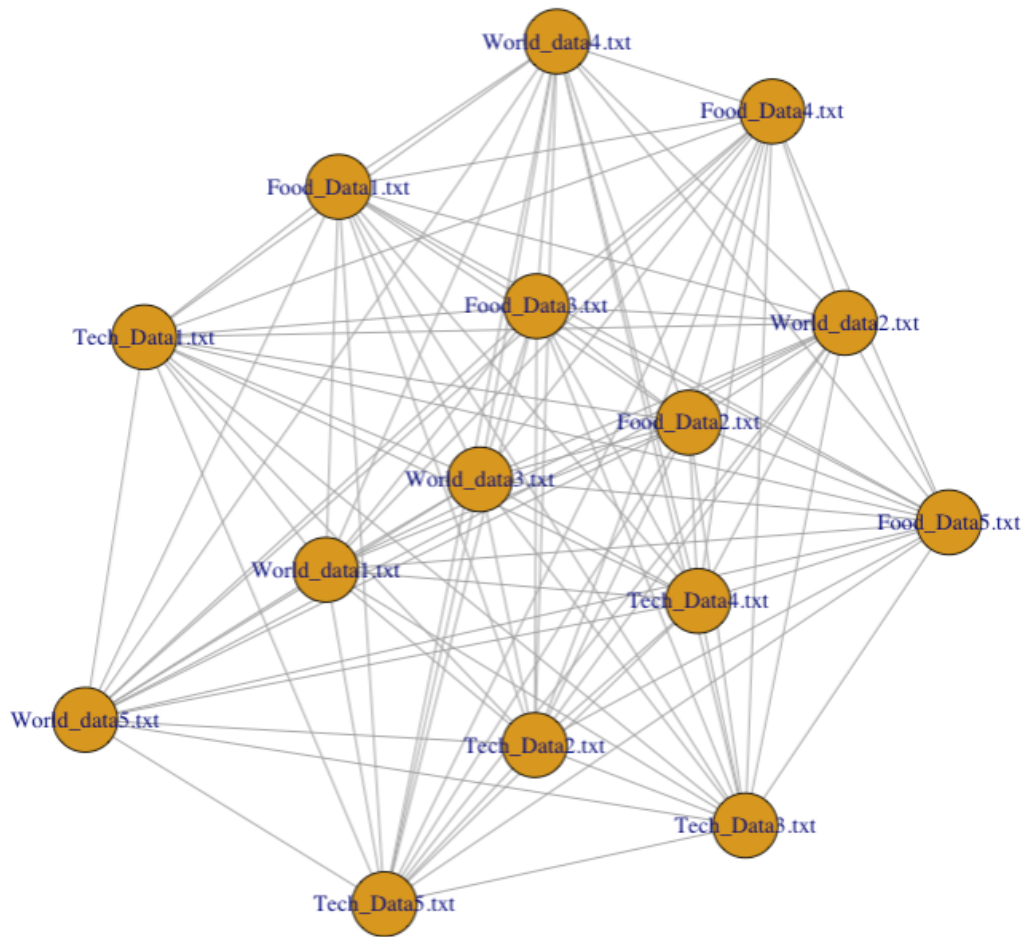 World_data4.txt
Food_Data4.txt
Food_Data1.txt
Food_Data3.txt
World_data2.txt
Tech_Data1.txt
Food_Data2.txt
World_data3.txt
Food_Data5.txt
World_data1.txt
Tech_Data4.txt
World_data5.txt
Tech_Data2.txt
Tech_Data3.txt
Tech_Data5.txt